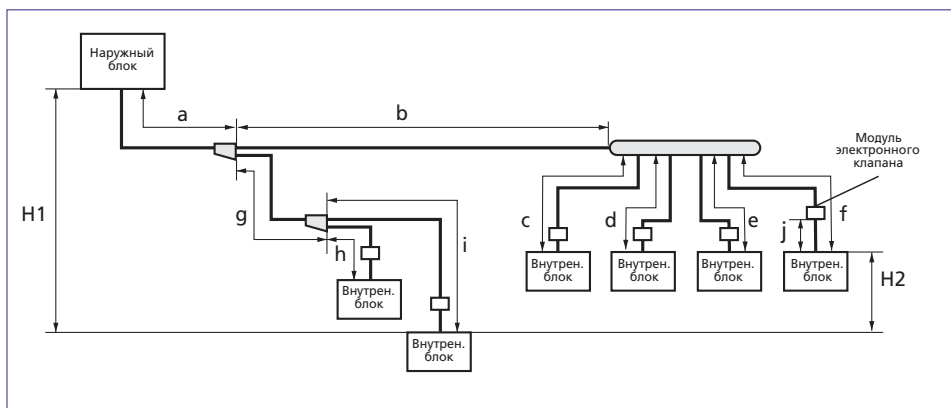 Наружный
блок
a
b
Модуль
электронного
клапана
H1
g
c
d
e
j
f
h
i
Внутрен.
блок
Внутрен.
блок
Внутрен.
блок
Внутрен.
блок
H2
Внутрен.
блок
Внутрен.
блок